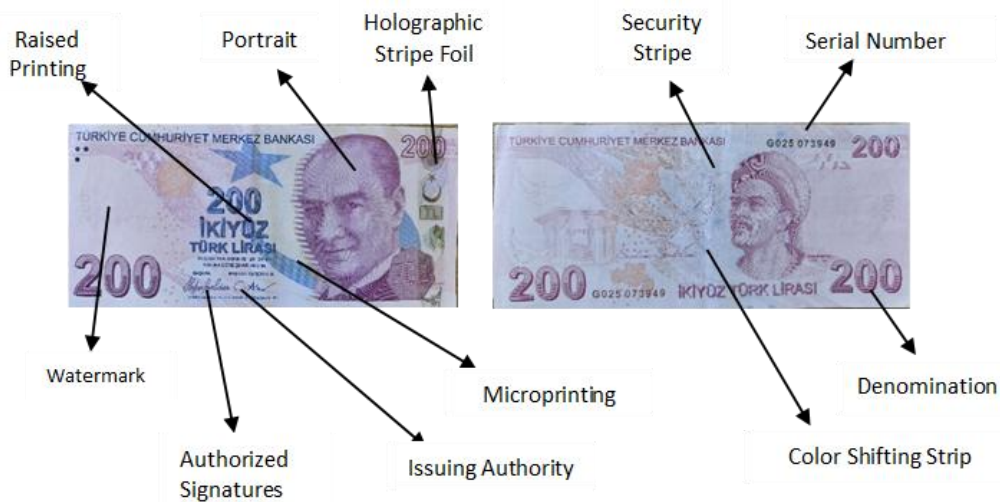 Raised
Printing
Portrait
Holographic
Stripe Foil
Security
Stripe
Serial Number
TÜRKİYE CUMHURİYET MERKEZ BANKASI
200
200
İKİYÜZ
TÜRK LİRASI
200
TÜRKİYE CUMHURİYET MERKEZ BANKASI
G025 073949
200
200
G025 073949
İKİYÜZ TÜRK LİRASI
200
Watermark
Microprinting
Denomination
Authorized
Signatures
Issuing Authority
Color Shifting Strip